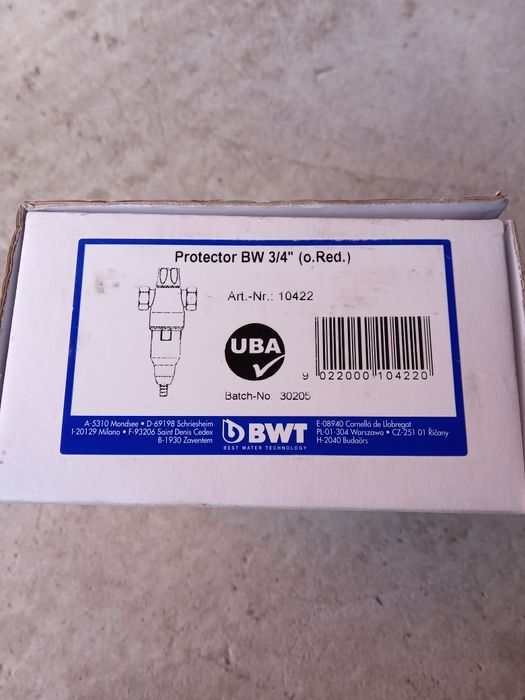 Protector BW 3/4" (o.Red.)
Art.-Nr.: 10422
UBA
9 022000 104220
Batch-No: 30205
A-5310 Mondsee • D-69198 Schriesheim
I-20129 Milano • F-93206 Saint Denis Cedex
B-1930 Zaventem
BWT
BEST WATER TECHNOLOGY
E-08940 Cornellá de Llobregat
PL-01-304 Warszawa • CZ-251 01 Říčany
H-2040 Budaörs